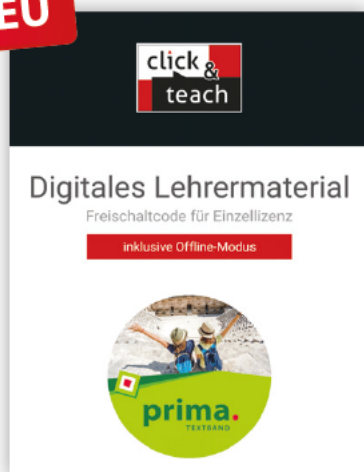 EU
click &
teach
Digitales Lehrermaterial
Freischaltcode für Einzellizenz
inklusive Offline-Modus
prima.
TEXTBAND